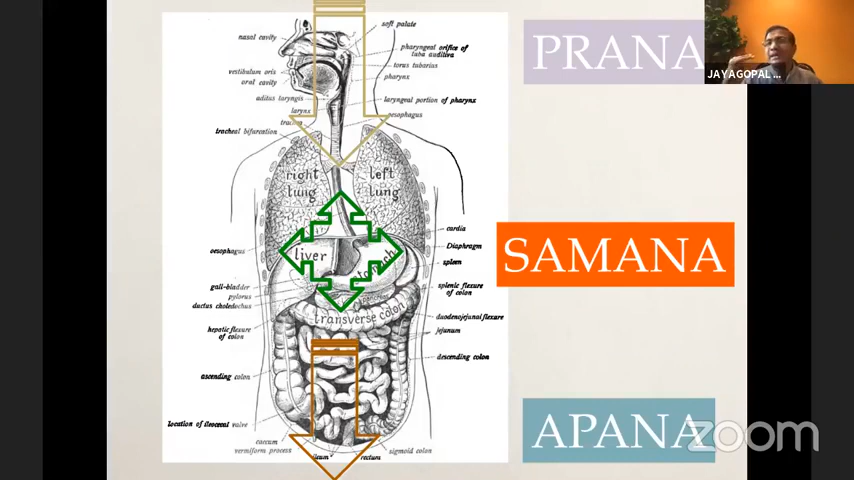 soft palate
nasal cavity
pharyngeal orifice of
tuba auditiva
torus tubarius
pharynx
vestibulum oris
oral cavity
aditus laryngis
laryngeal portion of pharynx
larynx
oesophagus
trachea
tracheal bifurcation
right
lung
left
lung
cardia
Diaphragm
oesophagus
liver
stomach
spleen
gall-bladder
pylorus
ductus choledochus
splenic flexure
of colon
transverse colon
duodenojejunal flexure
hepatic flexure
of colon
jejunum
descending colon
ascending colon
location of ileocecal valve
caecum
vermiform process
ileum
rectum
sigmoid colon
PRANA
JAYAGOPAL ...
SAMANA
APANA
zoom